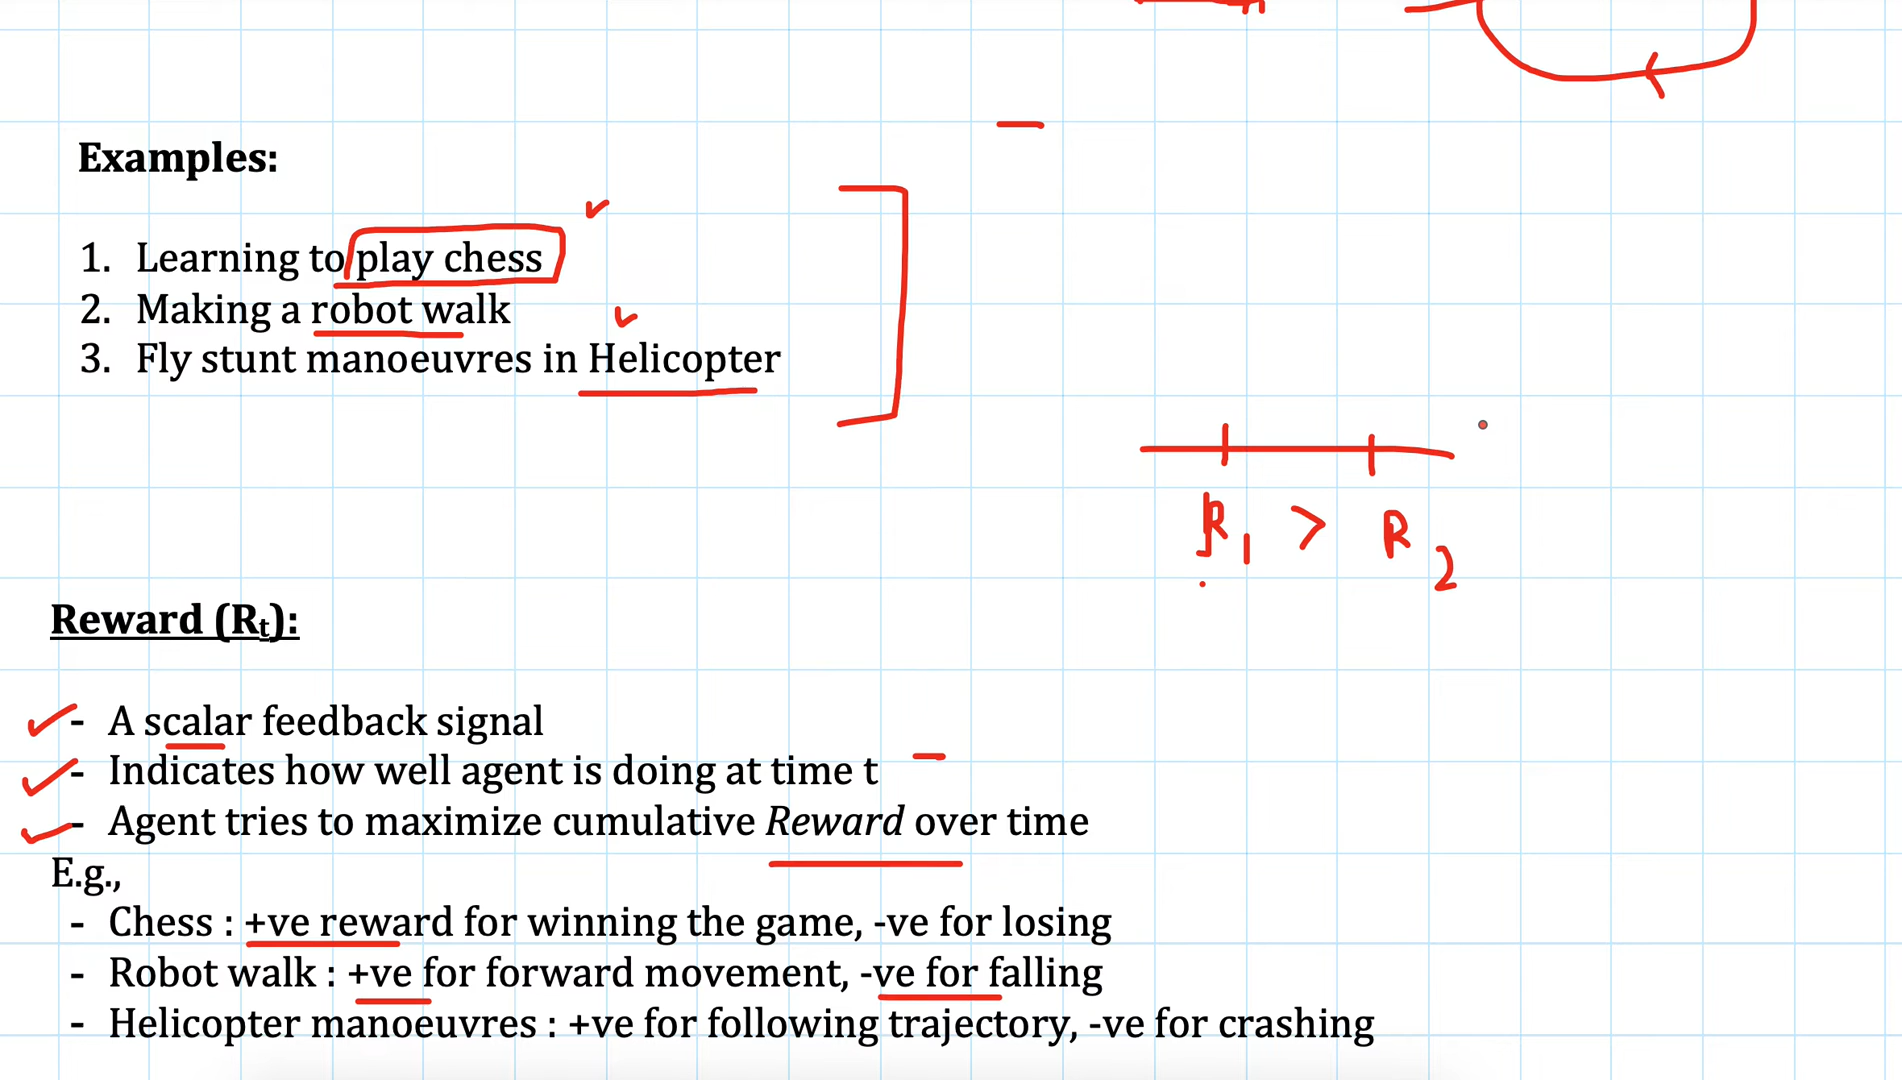 Examples:
1. Learning to play chess
2. Making a robot walk
3. Fly stunt manoeuvres in Helicopter
R1 > R2
Reward (Rt):
- A scalar feedback signal
- Indicates how well agent is doing at time t
- Agent tries to maximize cumulative Reward over time
E.g.,
- Chess : +ve reward for winning the game, -ve for losing
- Robot walk : +ve for forward movement, -ve for falling
- Helicopter manoeuvres : +ve for following trajectory, -ve for crashing